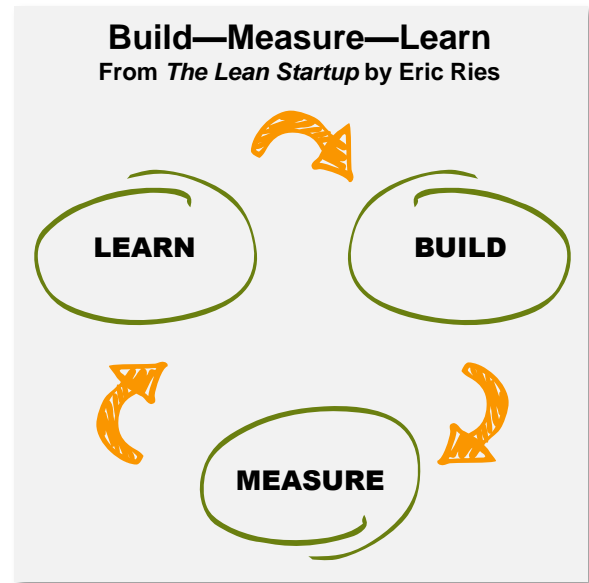 Build—Measure—Learn
From The Lean Startup by Eric Ries
LEARN
BUILD
MEASURE